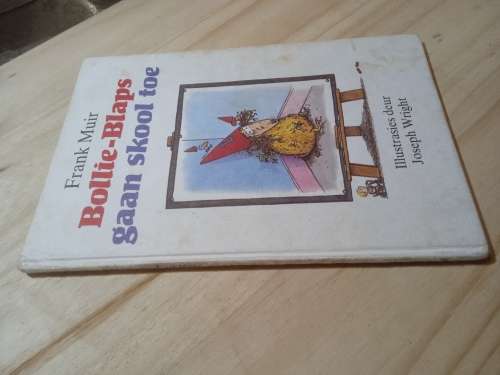 Frank Muir
Bollie-Blaps
gaan skool toe
Illustrasies deur
Joseph Wright